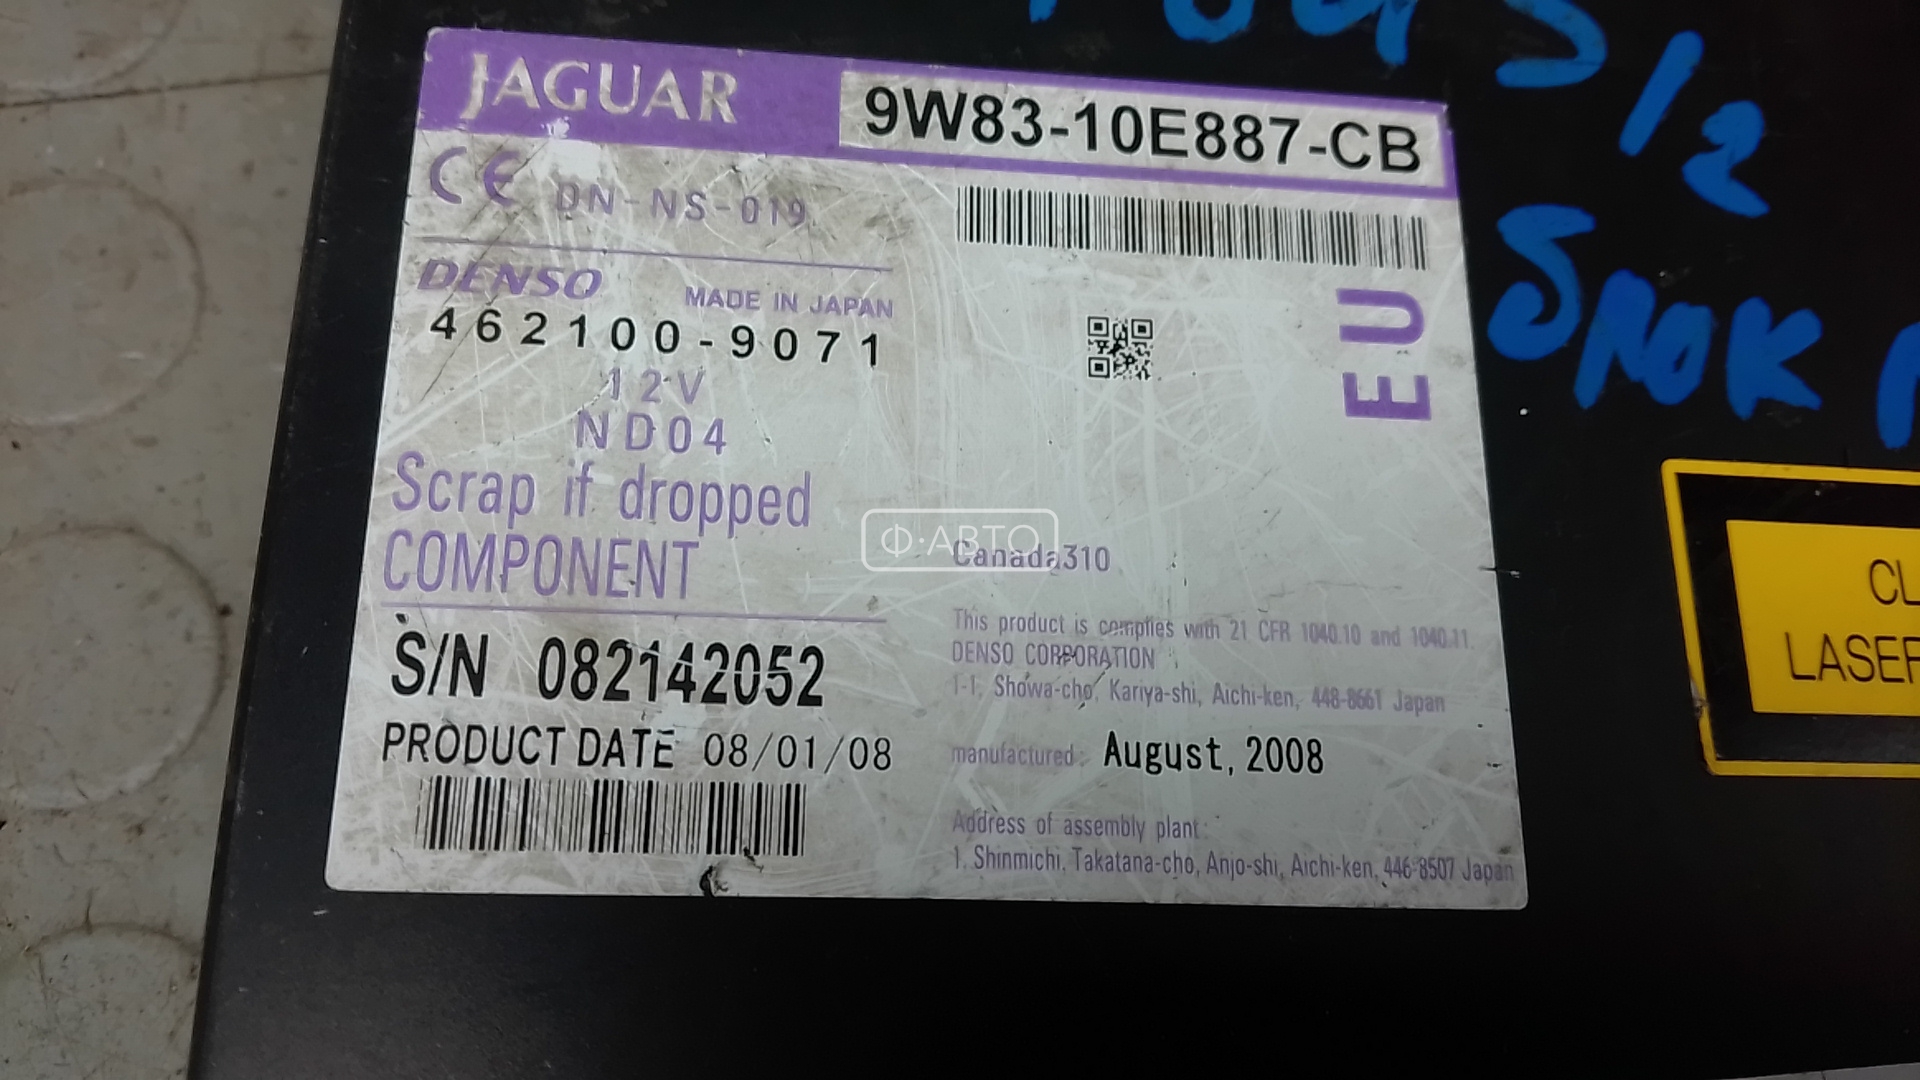 JAGUAR
9W83-10E887-CB
CE DN-NS-019
DENSO
MADE IN JAPAN
462100-9071
12V
ND04
Scrap if dropped
COMPONENT
S/N 082142052
PRODUCT DATE 08/01/08
EU
Ф·АВТО
Canada310
This product is complies with 21 CFR 1040.10 and 1040.11.
DENSO CORPORATION
1-1, Showa-cho, Kariya-shi, Aichi-ken, 448-8661 Japan
manufactured: August, 2008
Address of assembly plant:
1. Shinmichi, Takatana-cho, Anjo-shi, Aichi-ken, 446-8507 Japan